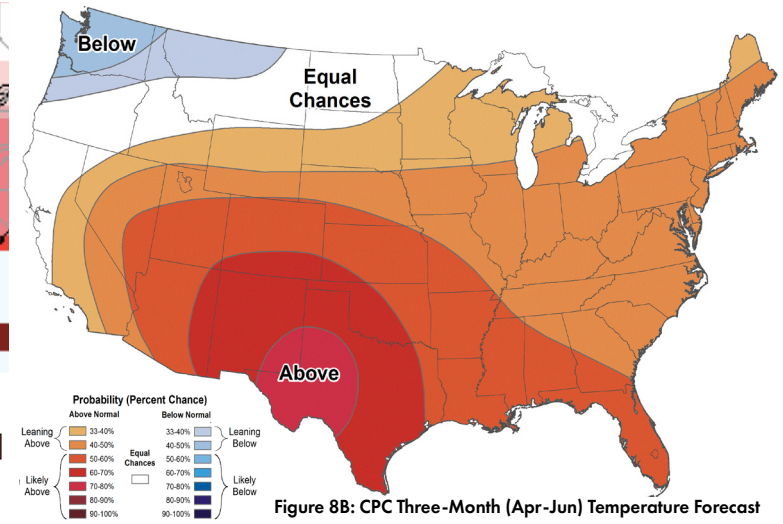 Below
Equal
Chances
Above
Probability (Percent Chance)
Above Normal
Below Normal
Leaning
Above
33-40%
40-50%
Likely
Above
50-60%
60-70%
70-80%
80-90%
90-100%
Equal
Chances
33-40%
40-50%
Leaning
Below
50-60%
60-70%
70-80%
80-90%
90-100%
Likely
Below
Figure 8B: CPC Three-Month (Apr-Jun) Temperature Forecast